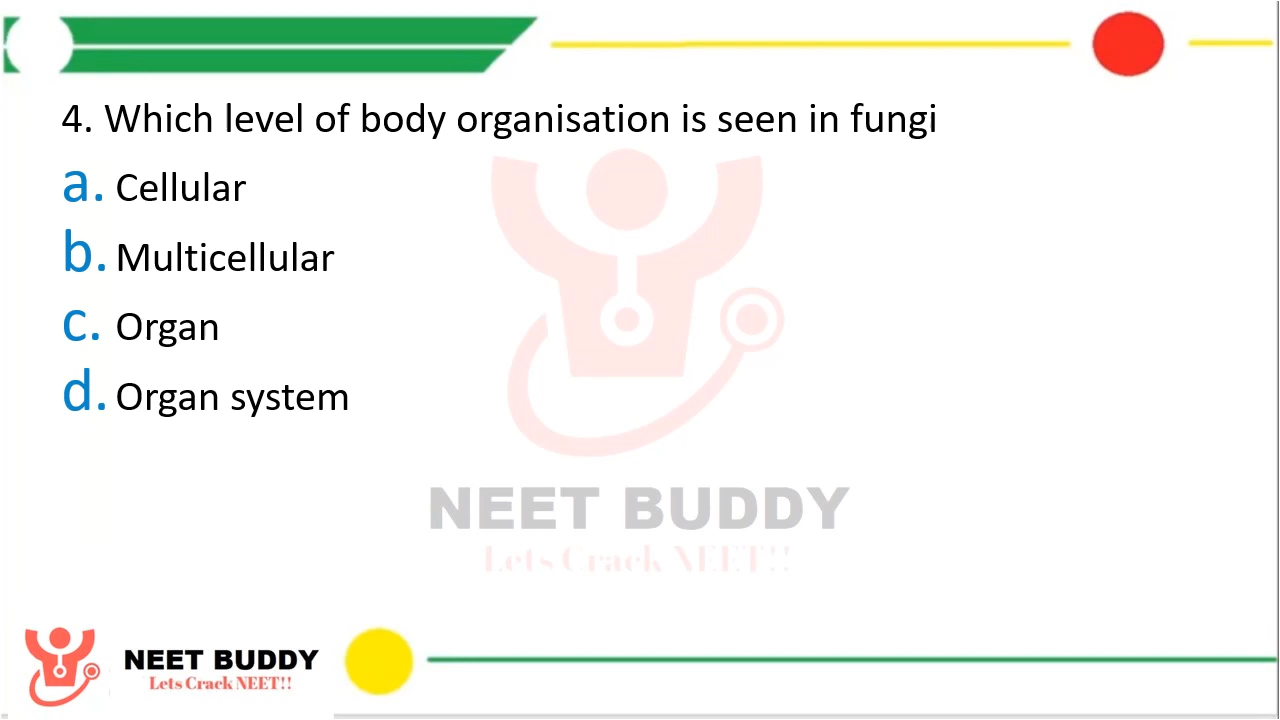 4. Which level of body organisation is seen in fungi
a. Cellular
b. Multicellular
c. Organ
d. Organ system
NEET BUDDY
Lets Crack NEET!!
NEET BUDDY
Lets Crack NEET!!